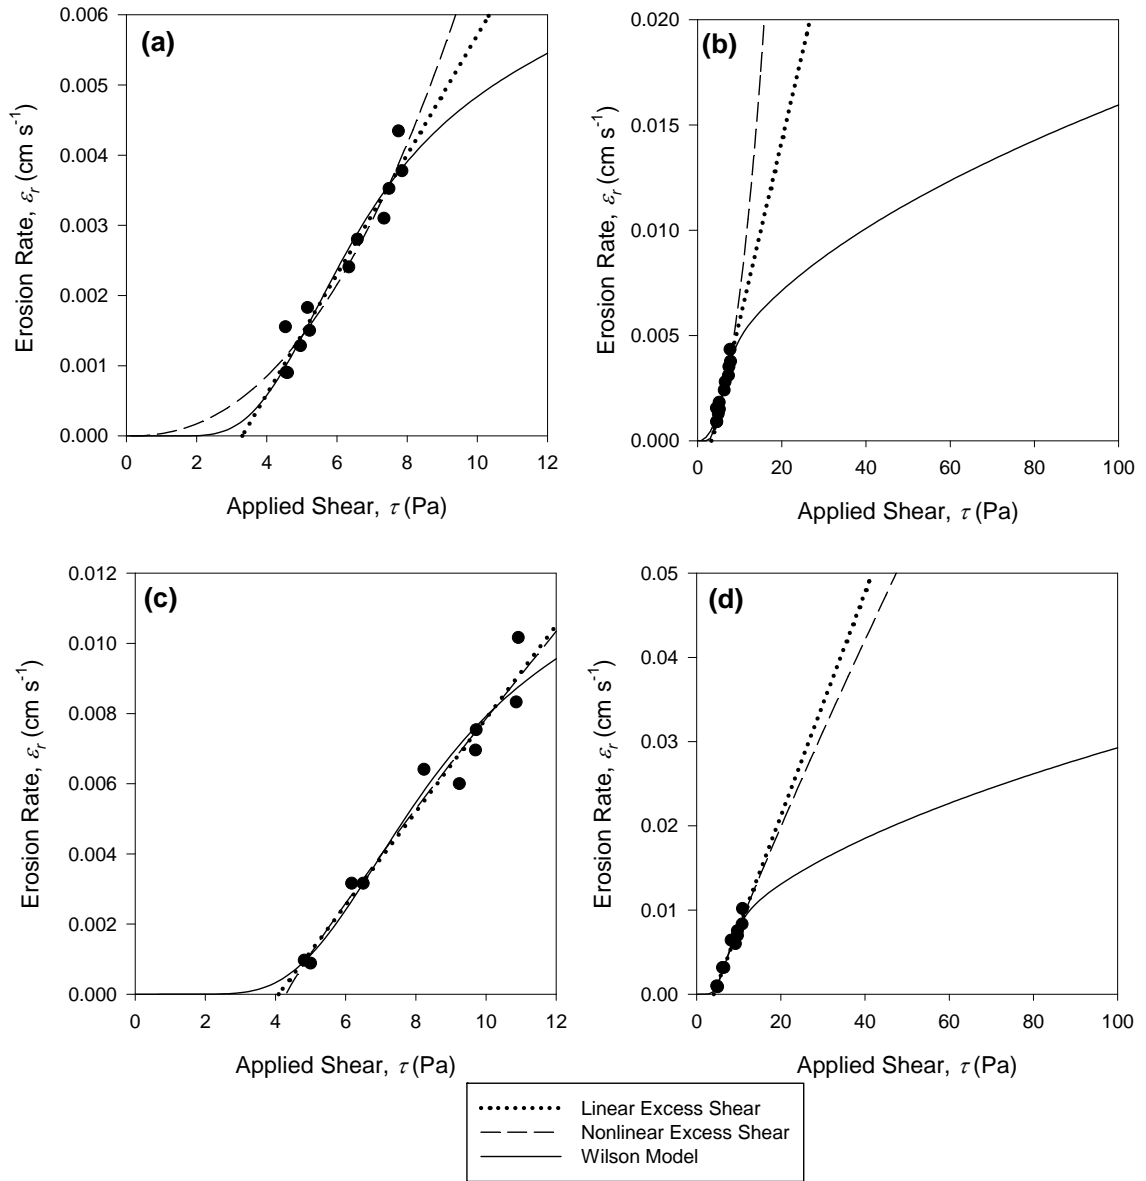 (a)
0.006
0.005
0.004
0.003
0.002
0.001
0.000
Erosion Rate, εr (cm s-1)
0 2 4 6 8 10 12
Applied Shear, τ (Pa)
(b)
0.020
0.015
0.010
0.005
0.000
Erosion Rate, εr (cm s-1)
0 20 40 60 80 100
Applied Shear, τ (Pa)
(c)
0.012
0.010
0.008
0.006
0.004
0.002
0.000
Erosion Rate, εr (cm s-1)
0 2 4 6 8 10 12
Applied Shear, τ (Pa)
(d)
0.05
0.04
0.03
0.02
0.01
0.00
Erosion Rate, εr (cm s-1)
0 20 40 60 80 100
Applied Shear, τ (Pa)
Linear Excess Shear
Nonlinear Excess Shear
Wilson Model